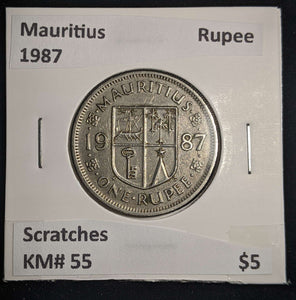 Mauritius Rupee
1987
MAURITIUS
19 87
ONE·RUPEE
Scratches
KM# 55 $5